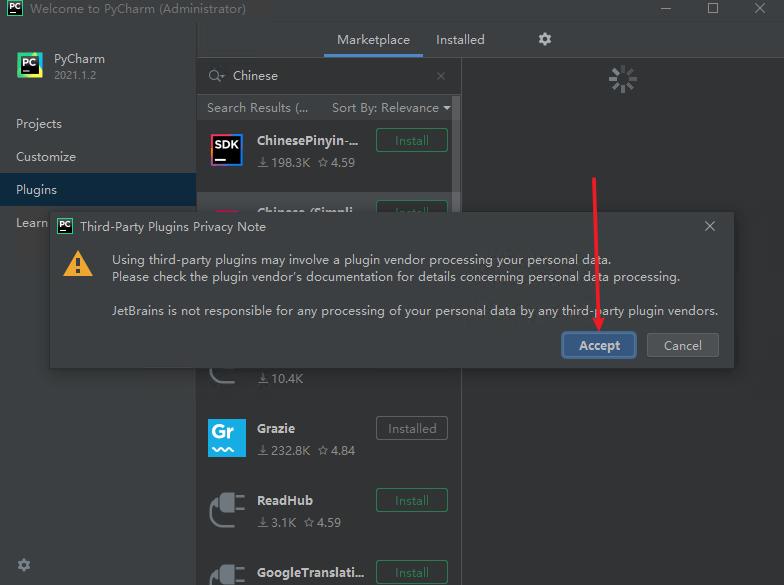 PC Welcome to PyCharm (Administrator)
Marketplace Installed
PC PyCharm
2021.1.2
Chinese
Search Results (... Sort By: Relevance
Projects
Customize
Plugins
Learn
SDK ChinesePinyin-... Install
198.3K 4.59
Chinese (Simpli... Install
PC Third-Party Plugins Privacy Note
Using third-party plugins may involve a plugin vendor processing your personal data.
Please check the plugin vendor's documentation for details concerning personal data processing.
JetBrains is not responsible for any processing of your personal data by any third-party plugin vendors.
Accept Cancel
10.4K
Gr Grazie Installed
232.8K 4.84
ReadHub Install
3.1K 4.59
GoogleTranslati... Install